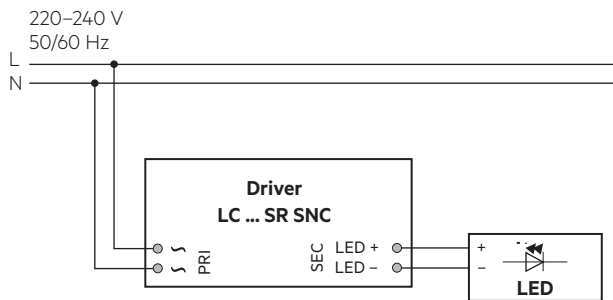 220–240 V
50/60 Hz
L
N
Driver
LC ... SR SNC
~ PRI SEC LED + +
~ LED – –
LED